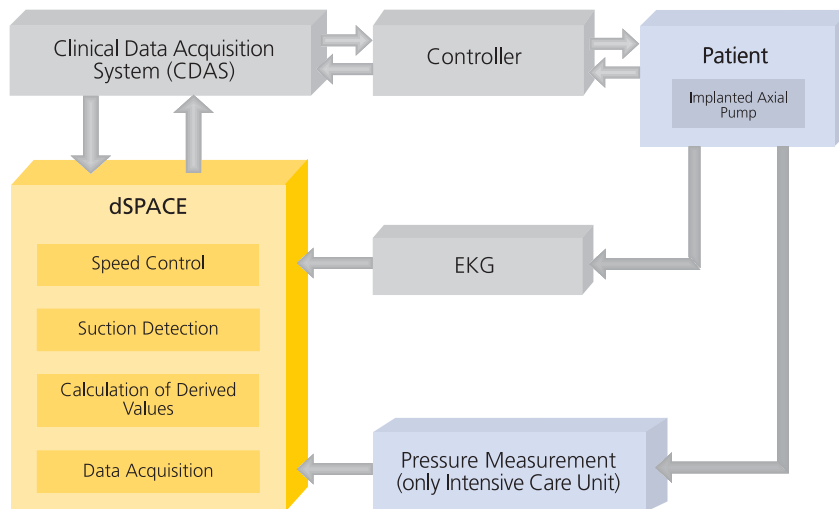 Clinical Data Acquisition
System (CDAS)
Controller
Patient
Implanted Axial
Pump
dSPACE
Speed Control
EKG
Suction Detection
Calculation of Derived
Values
Data Acquisition
Pressure Measurement
(only Intensive Care Unit)